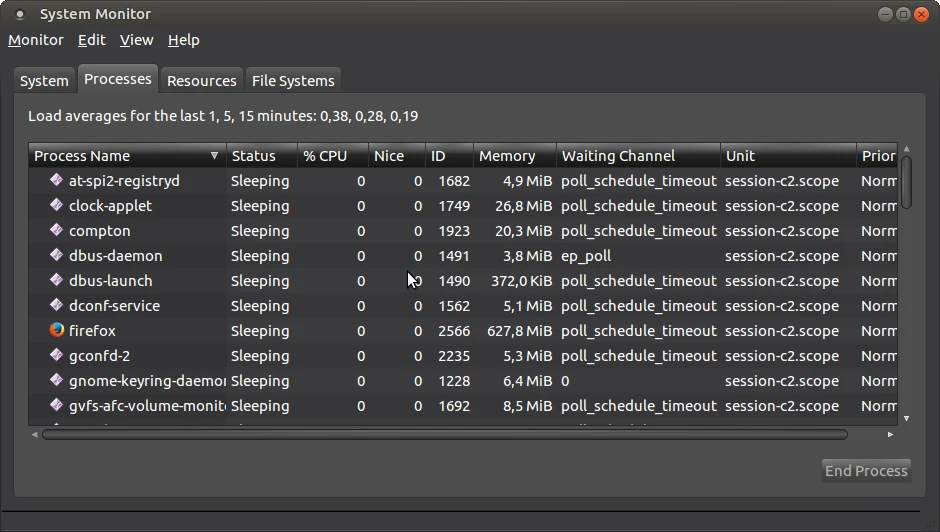 System Monitor
Monitor Edit View Help
System Processes Resources File Systems
Load averages for the last 1, 5, 15 minutes: 0,38, 0,28, 0,19
Process Name Status % CPU Nice ID Memory Waiting Channel Unit Prior
at-spi2-registryd Sleeping 0 0 1682 4,9 MiB poll_schedule_timeout session-c2.scope Norm
clock-applet Sleeping 0 0 1749 26,8 MiB poll_schedule_timeout session-c2.scope Norm
compton Sleeping 0 0 1923 20,3 MiB poll_schedule_timeout session-c2.scope Norm
dbus-daemon Sleeping 0 0 1491 3,8 MiB ep_poll session-c2.scope Norm
dbus-launch Sleeping 0 0 1490 372,0 KiB poll_schedule_timeout session-c2.scope Norm
dconf-service Sleeping 0 0 1562 5,1 MiB poll_schedule_timeout session-c2.scope Norm
firefox Sleeping 0 0 2566 627,8 MiB poll_schedule_timeout session-c2.scope Norm
gconfd-2 Sleeping 0 0 2235 5,3 MiB poll_schedule_timeout session-c2.scope Norm
gnome-keyring-daemon Sleeping 0 0 1228 6,4 MiB 0 session-c2.scope Norm
gvfs-afc-volume-monito Sleeping 0 0 1692 8,5 MiB poll_schedule_timeout session-c2.scope Norm
End Process